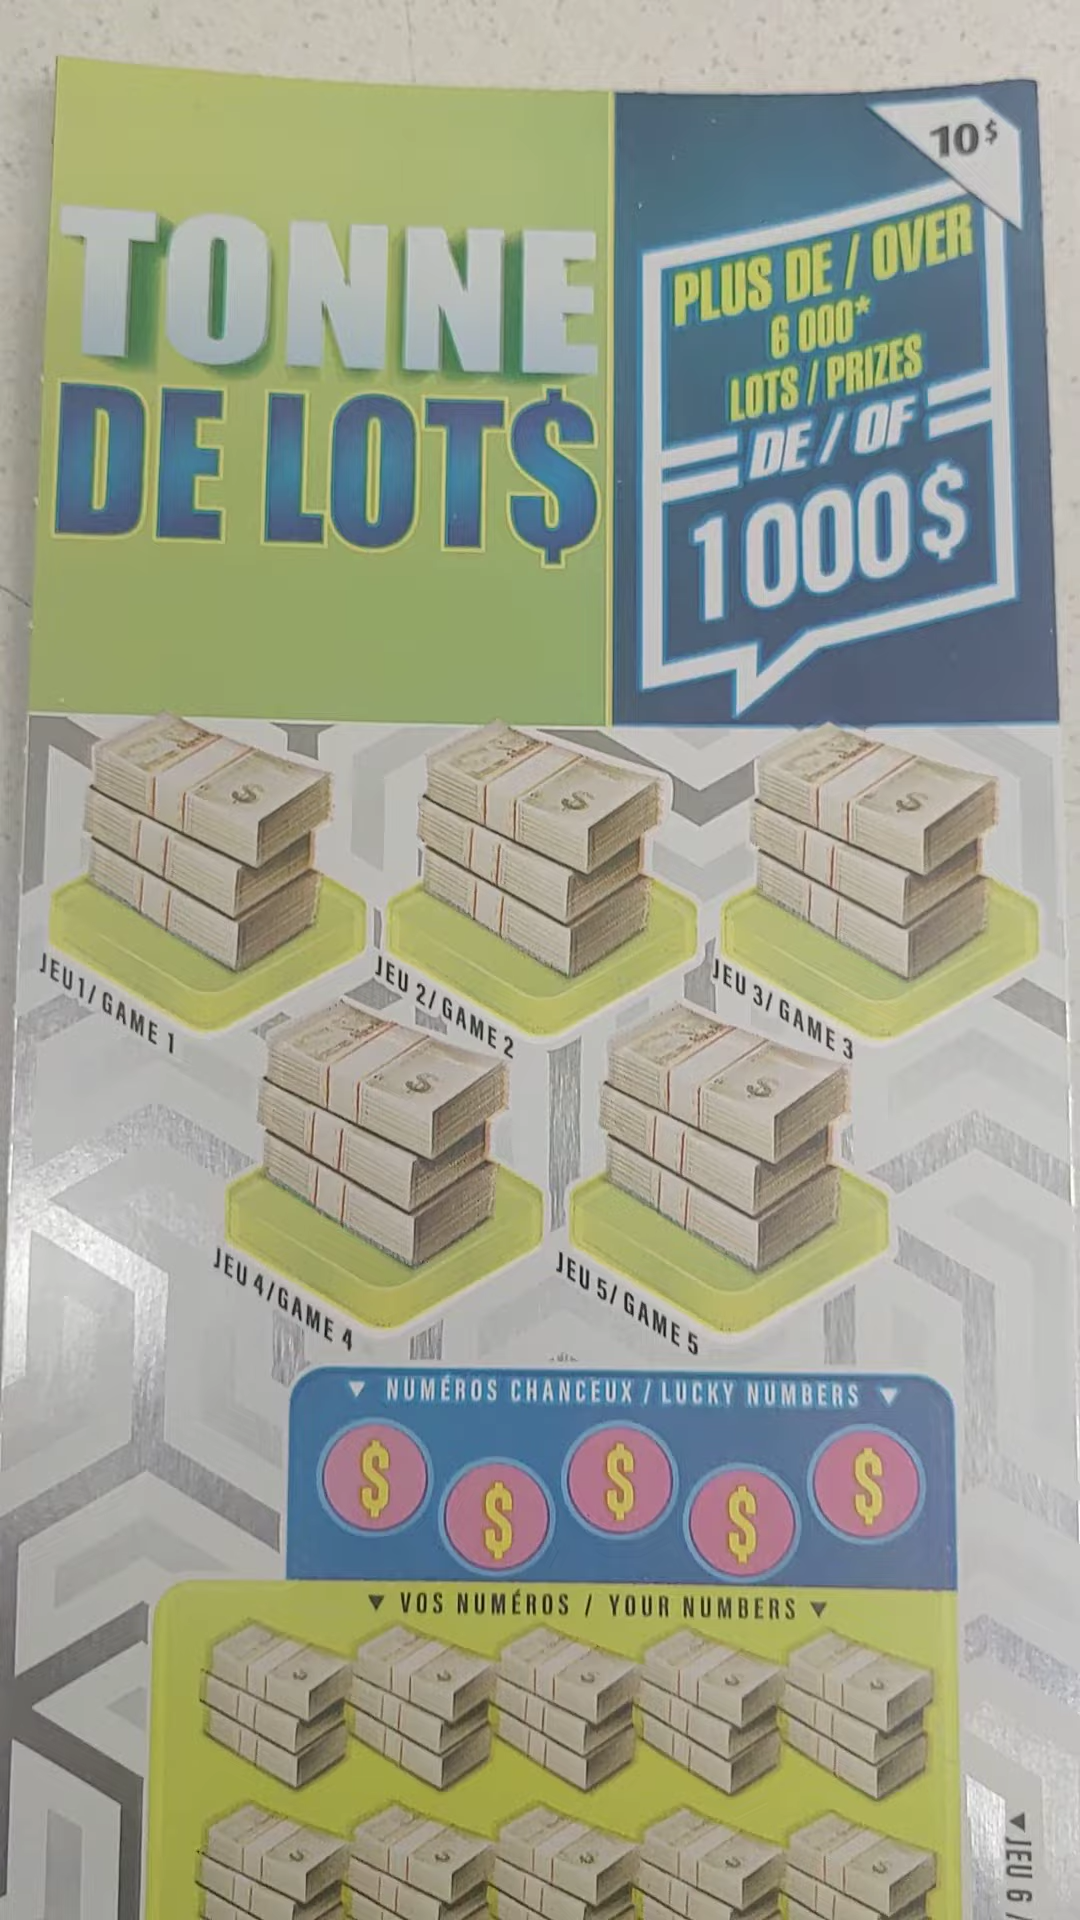 10$
TONNE
DE LOT$
PLUS DE / OVER
6 000*
LOTS / PRIZES
DE / OF
1 000$
JEU 1/ GAME 1
JEU 2/ GAME 2
JEU 3/ GAME 3
JEU 4/ GAME 4
JEU 5/ GAME 5
▼ NUMÉROS CHANCEUX / LUCKY NUMBERS ▼
$ $ $ $ $
▼ VOS NUMÉROS / YOUR NUMBERS ▼
▼JEU 6 /